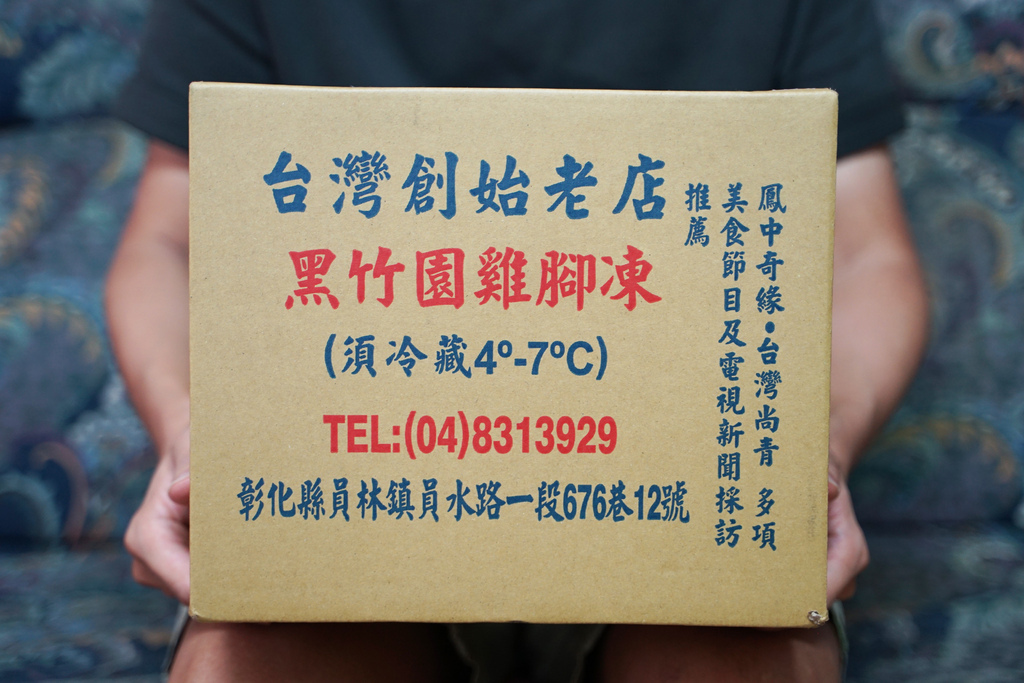 台灣創始老店
黑竹園雞腳凍
(須冷藏4º-7ºC)
TEL:(04)8313929
彰化縣員林鎮員水路一段676巷12號
鳳中奇緣•台灣尚青 多項
美食節目及電視新聞採訪
推薦